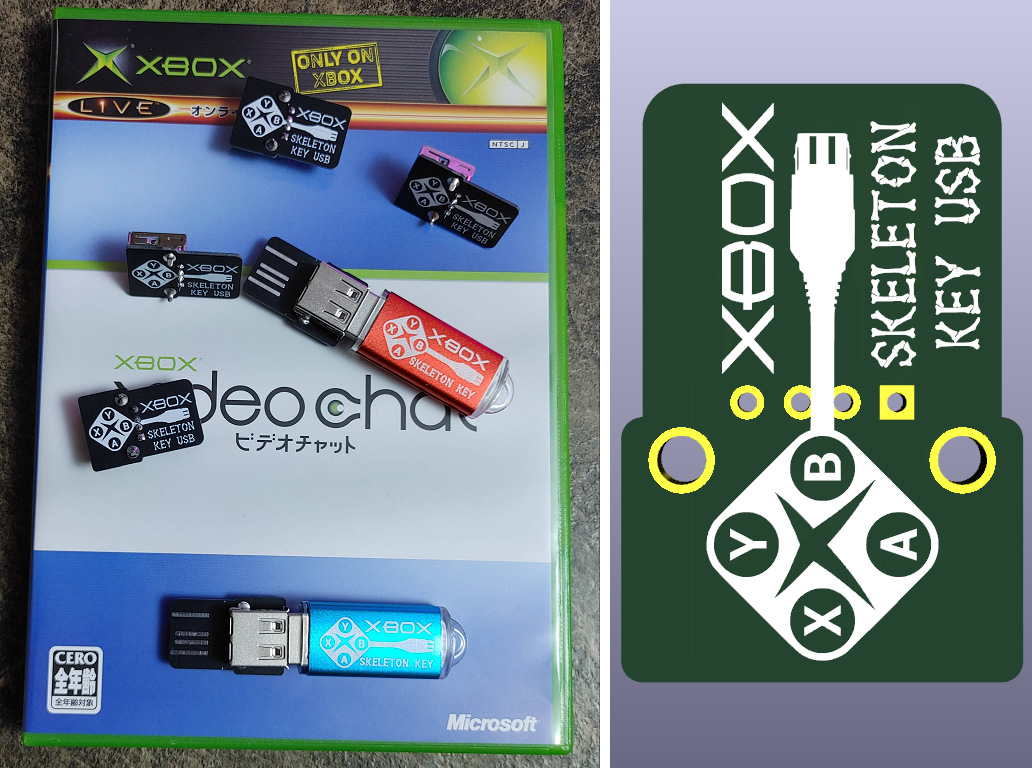 XBOX
ONLY ON
XBOX
LIVE
オンライ
NTSC J
XBOX
SKELETON
KEY USB
Y
X
B
A
XBOX
SKELETON
KEY USB
Y
X
B
A
XBOX
SKELETON
KEY USB
Y
X
B
A
XBOX
SKELETON KEY
Y
X
B
A
XBOX
video chat
ビデオチャット
XBOX
SKELETON
KEY USB
Y
X
B
A
XBOX
SKELETON KEY
Y
X
B
A
CERO
全年齢
全年齢対象
Microsoft
XBOX
SKELETON
KEY USB
B
Y
A
X